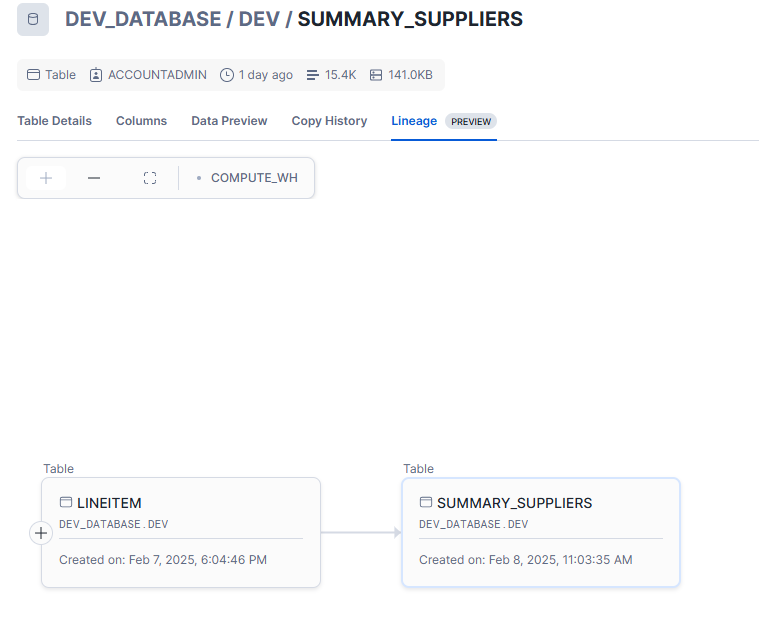 DEV_DATABASE / DEV / SUMMARY_SUPPLIERS
Table ACCOUNTADMIN 1 day ago 15.4K 141.0KB
Table Details Columns Data Preview Copy History Lineage PREVIEW
COMPUTE_WH
Table
LINEITEM
DEV_DATABASE.DEV
Created on: Feb 7, 2025, 6:04:46 PM
Table
SUMMARY_SUPPLIERS
DEV_DATABASE.DEV
Created on: Feb 8, 2025, 11:03:35 AM